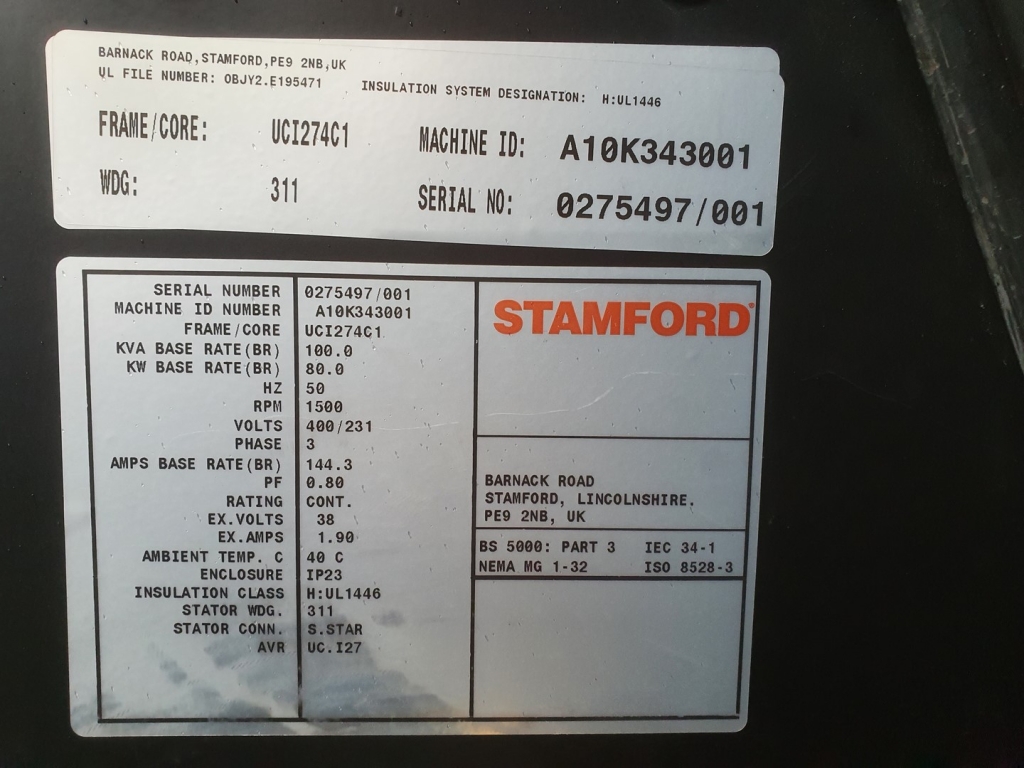 BARNACK ROAD,STAMFORD,PE9 2NB,UK
UL FILE NUMBER: OBJY2.E195471 INSULATION SYSTEM DESIGNATION: H:UL1446
FRAME/CORE: UCI274C1 MACHINE ID: A10K343001
WDG: 311 SERIAL NO: 0275497/001
SERIAL NUMBER 0275497/001
MACHINE ID NUMBER A10K343001
FRAME/CORE UCI274C1
KVA BASE RATE(BR) 100.0
KW BASE RATE(BR) 80.0
HZ 50
RPM 1500
VOLTS 400/231
PHASE 3
AMPS BASE RATE(BR) 144.3
PF 0.80
RATING CONT.
EX.VOLTS 38
EX.AMPS 1.90
AMBIENT TEMP. C 40 C
ENCLOSURE IP23
INSULATION CLASS H:UL1446
STATOR WDG. 311
STATOR CONN. S.STAR
AVR UC.I27
STAMFORD®
BARNACK ROAD
STAMFORD, LINCOLNSHIRE.
PE9 2NB, UK
BS 5000: PART 3 IEC 34-1
NEMA MG 1-32 ISO 8528-3